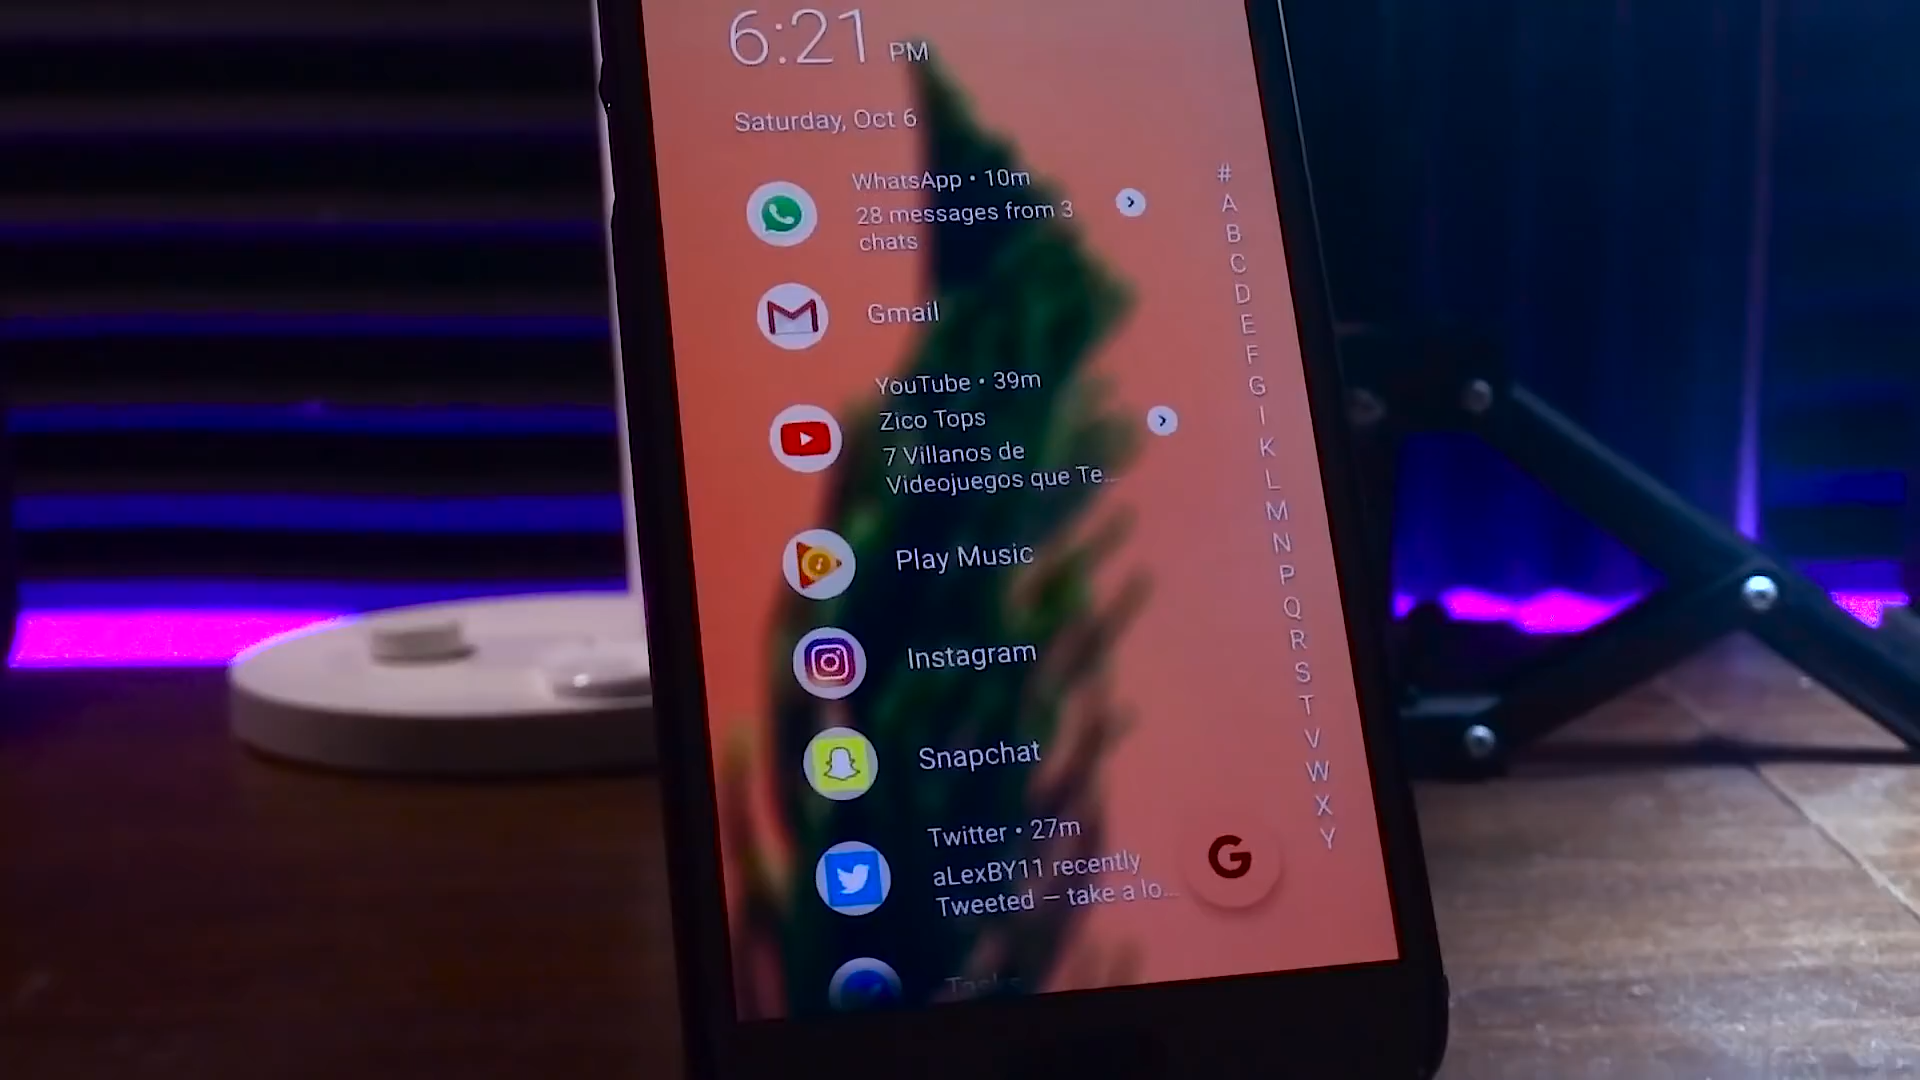 6:21 PM
Saturday, Oct 6
WhatsApp • 10m
28 messages from 3
chats
Gmail
YouTube • 39m
Zico Tops
7 Villanos de
Videojuegos que Te...
Play Music
Instagram
Snapchat
Twitter • 27m
aLexBY11 recently
Tweeted — take a lo...
Tasks
#
A
B
C
D
E
F
G
I
K
L
M
N
P
Q
R
S
T
V
W
X
Y
G